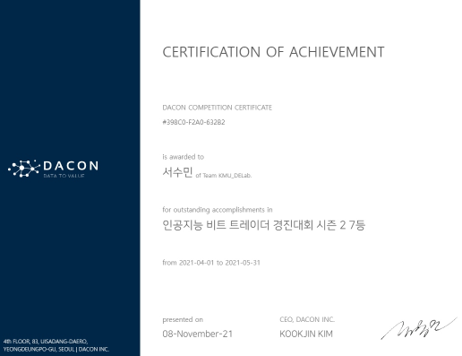 CERTIFICATION OF ACHIEVEMENT
DACON COMPETITION CERTIFICATE
#398C0-F2A0-632B2
is awarded to
서수민 of Team KMU_DELab.
for outstanding accomplishments in
인공지능 비트 트레이더 경진대회 시즌 2 7등
from 2021-04-01 to 2021-05-31
presented on
08-November-21
CEO, DACON INC.
KOOKJIN KIM
DACON
DATA TO VALUE
4th FLOOR, 83, UISADANG-DAERO,
YEONGDEUNGPO-GU, SEOUL | DACON INC.